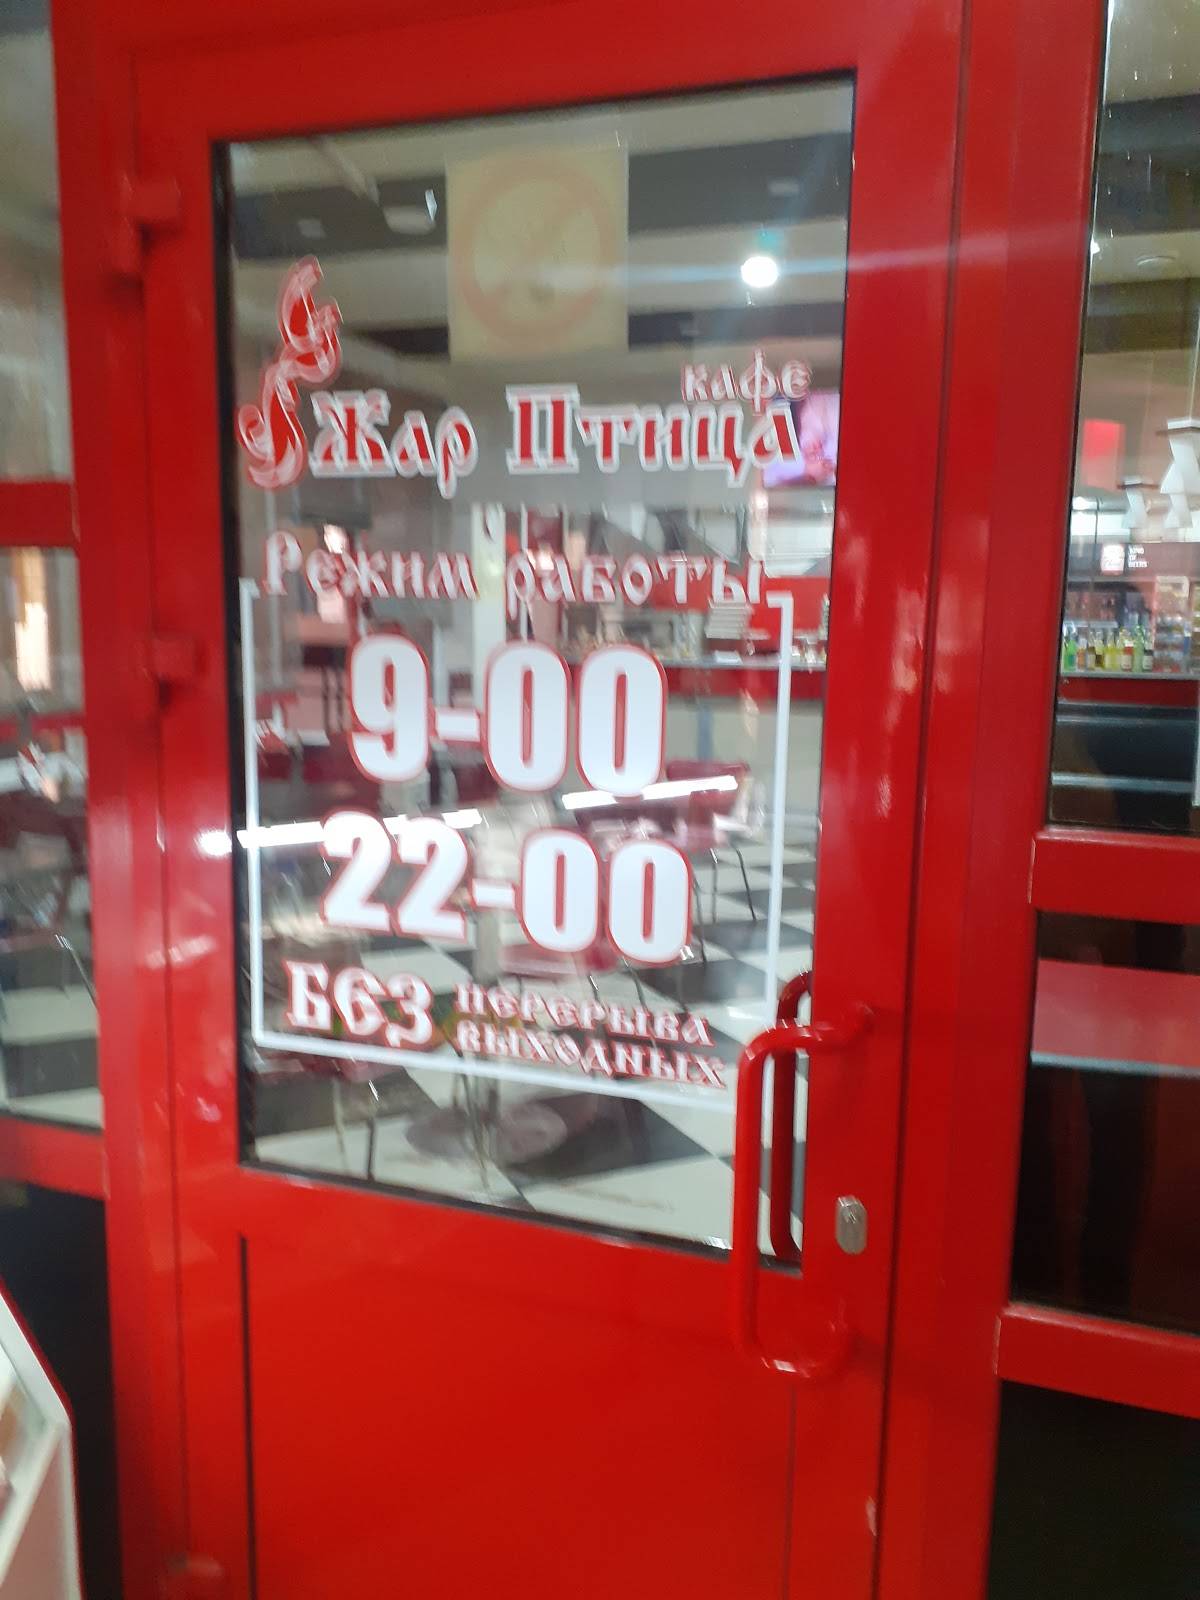 кафе
Жар Птица
Режим работы
9-00
22-00
БЕЗ перерыва
выходных